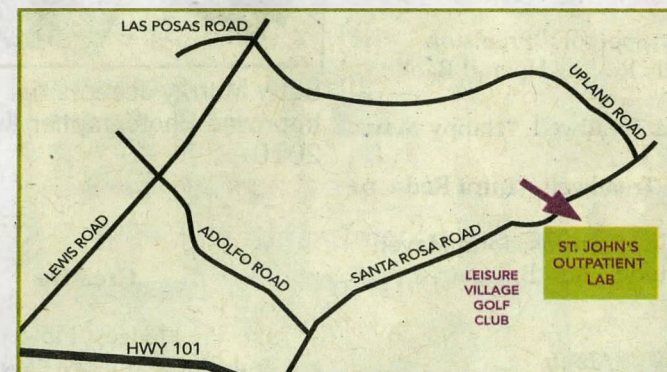 LAS POSAS ROAD
UPLAND ROAD
LEWIS ROAD
ADOLFO ROAD
SANTA ROSA ROAD
ST. JOHN'S
OUTPATIENT
LAB
LEISURE
VILLAGE
GOLF
CLUB
HWY 101